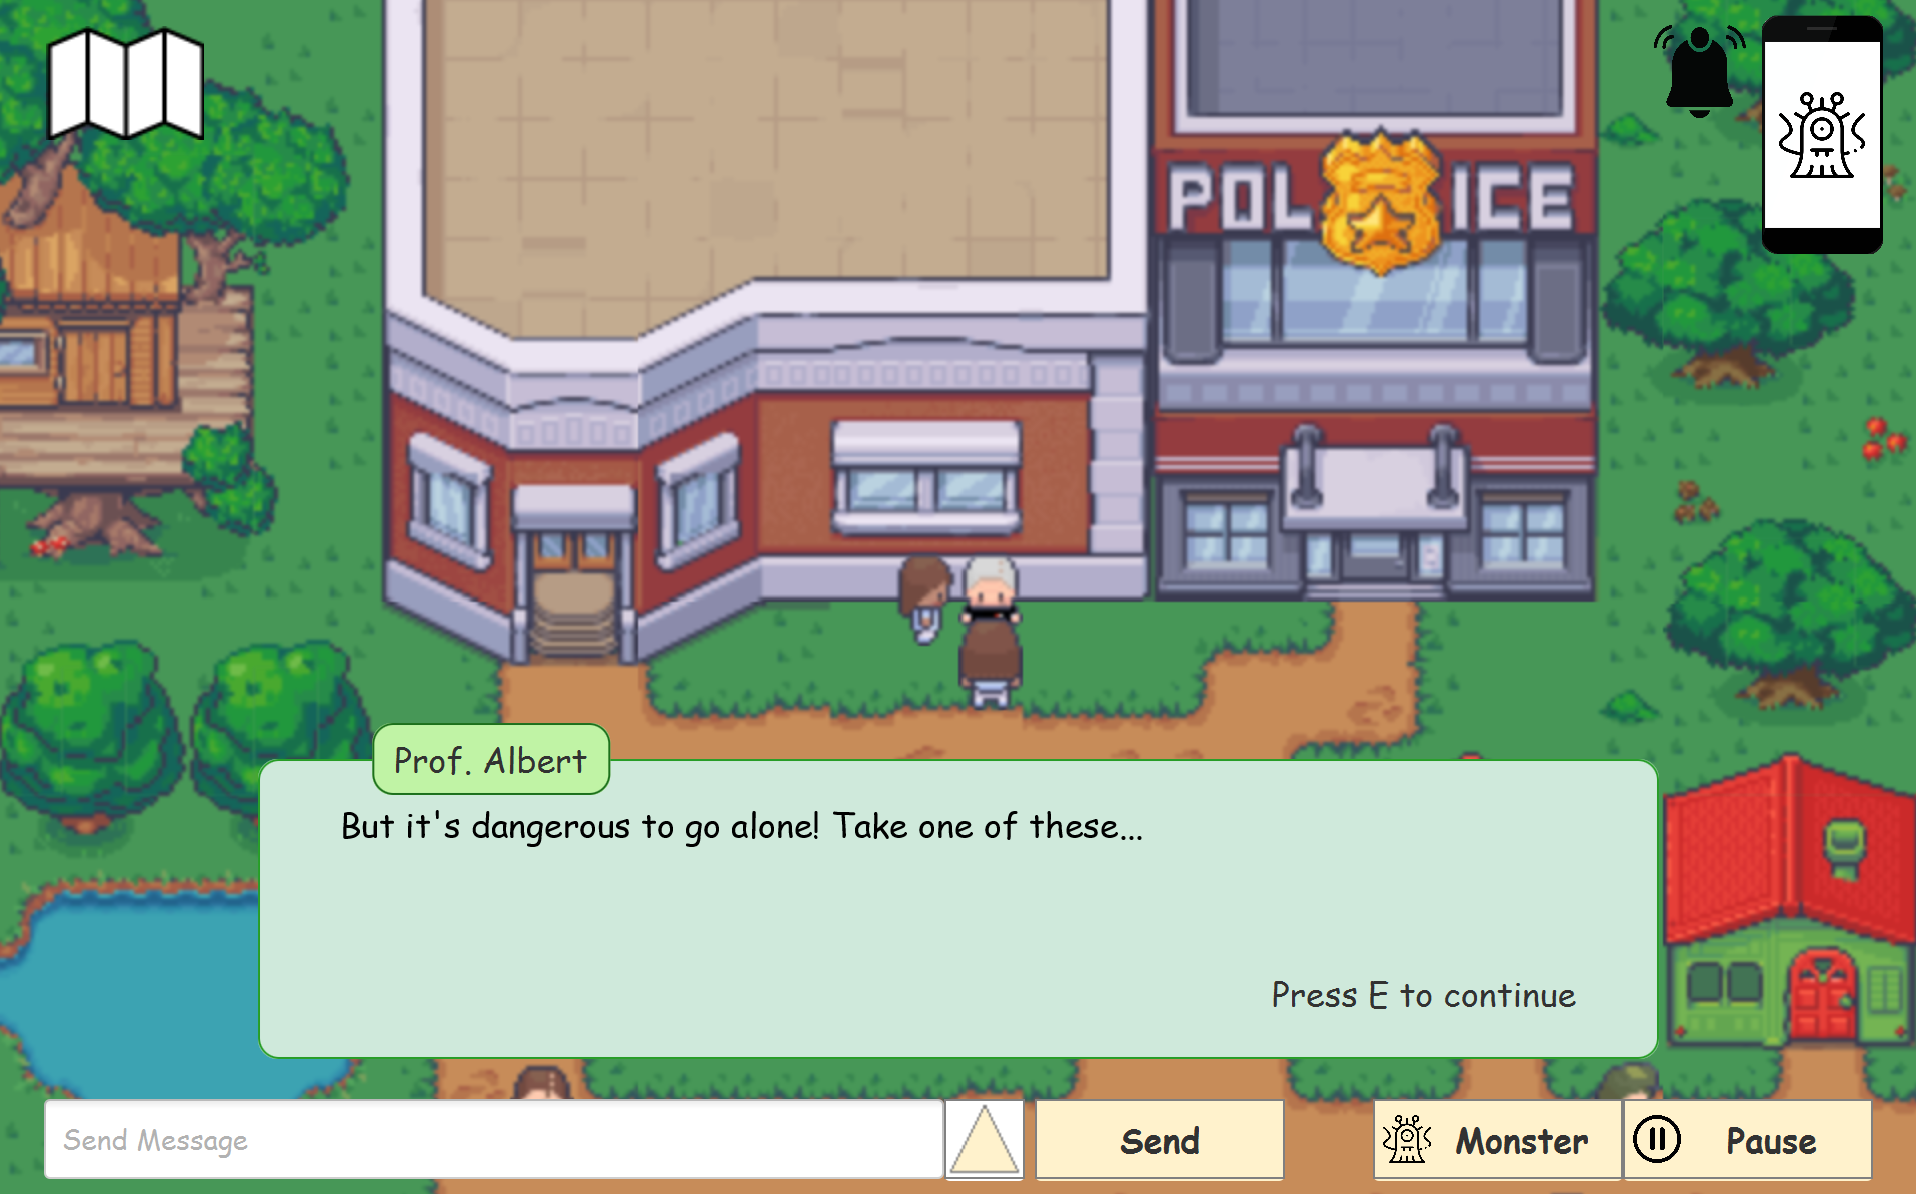 POLICE
Prof. Albert
But it's dangerous to go alone! Take one of these...
Press E to continue
Send Message
Send
Monster
Pause